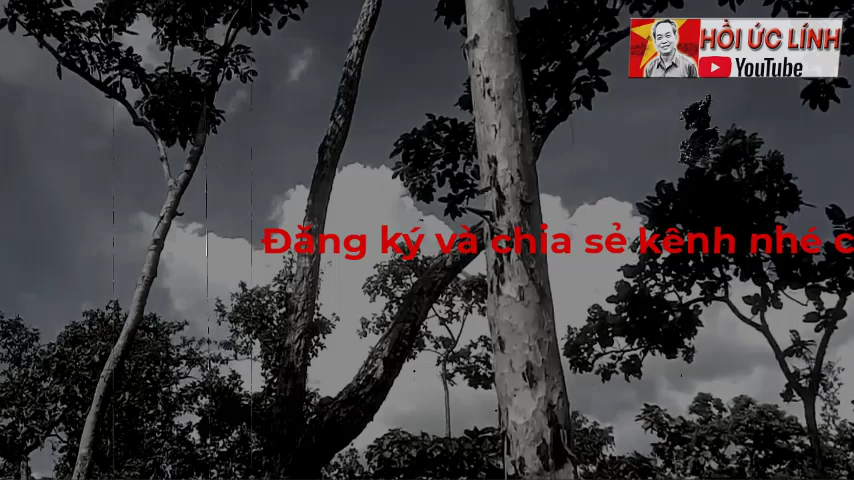 HỒI ỨC LÍNH
YouTube
Đăng ký và chia sẻ kênh nhé c